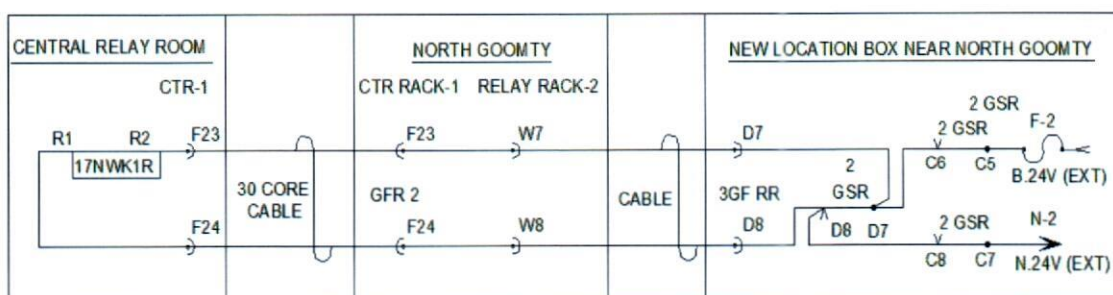 CENTRAL RELAY ROOM
NORTH GOOMTY
NEW LOCATION BOX NEAR NORTH GOOMTY
CTR-1
CTR RACK-1 RELAY RACK-2
2 GSR
R1 R2 F23
F23 W7
D7
2 GSR F-2
17NWK1R
C6 C5
B.24V (EXT)
30 CORE
CABLE
GFR 2
CABLE
3GF RR
2
GSR
F24
F24 W8
D8
D8 D7
2 GSR N-2
C8 C7
N.24V (EXT)